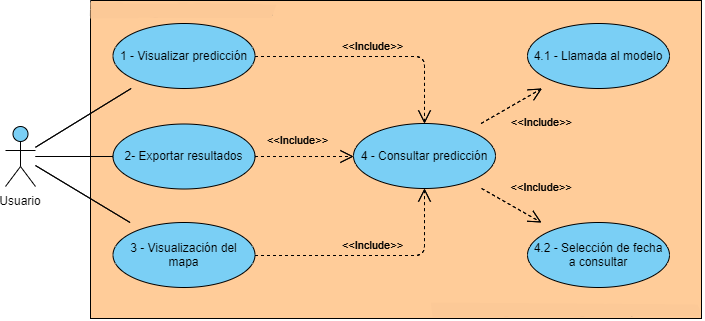 1 - Visualizar predicción
<<Include>>
4.1 - Llamada al modelo
<<Include>>
Usuario
2- Exportar resultados
<<Include>>
4 - Consultar predicción
<<Include>>
3 - Visualización del
mapa
<<Include>>
4.2 - Selección de fecha
a consultar